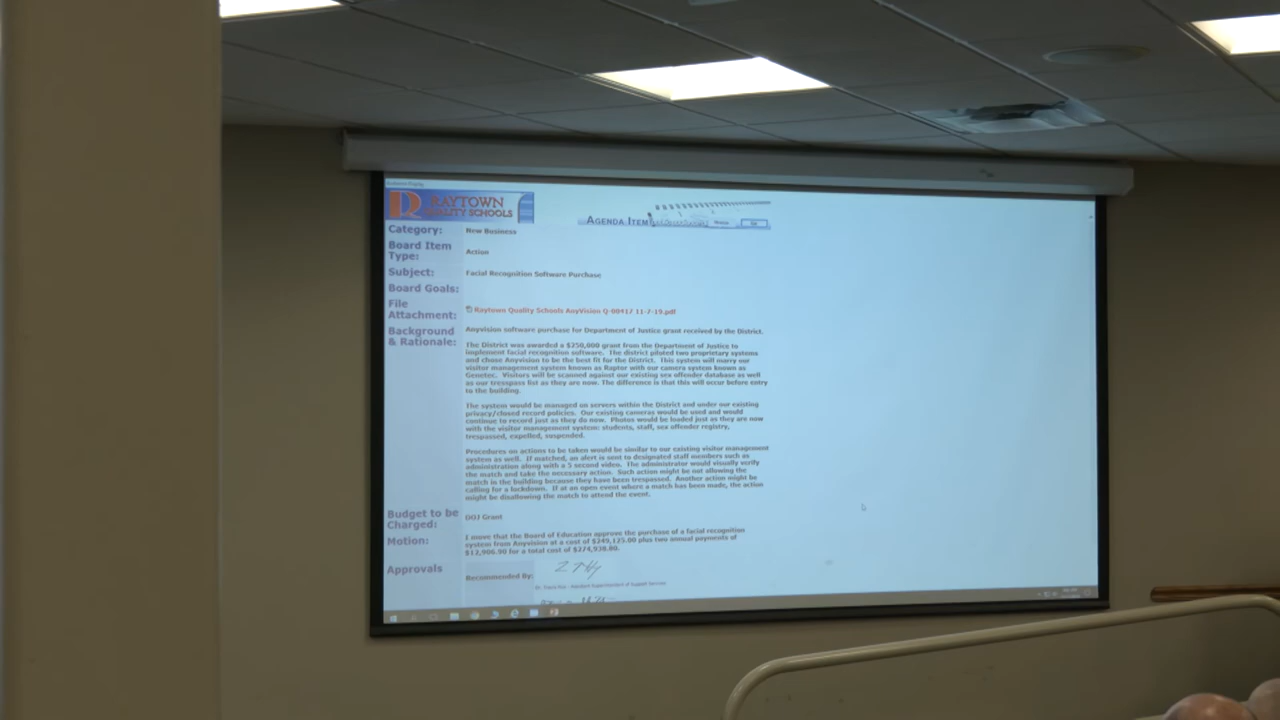 RAYTOWN
QUALITY SCHOOLS
AGENDA ITEM
Category: New Business
Board Item Type: Action
Subject: Facial Recognition Software Purchase
Board Goals:
File Attachment: Raytown Quality Schools AnyVision Q-00417 11-7-19.pdf
Background & Rationale:
Anyvision software purchase for Department of Justice grant received by the District.
The District was awarded a $250,000 grant from the Department of Justice to
implement facial recognition software. The district piloted two proprietary systems
and chose Anyvision to be the best fit for the District. This system will marry our
visitor management system known as Raptor with our camera system known as
Genetec. Visitors will be scanned against our existing sex offender database as well
as our tresspass list as they are now. The difference is that this will occur before entry
to the building.
The system would be managed on servers within the District and under our existing
privacy/closed record policies. Our existing cameras would be used and would
continue to record just as they do now. Photos would be loaded just as they are now
with the visitor management system: students, staff, sex offender registry,
trespassed, expelled, suspended.
Procedures on actions to be taken would be similar to our existing visitor management
system as well. If matched, an alert is sent to designated staff members such as
administration along with a 5 second video. The administrator would visually verify
the match and take the necessary action. Such action might be not allowing the
match in the building because they have been trespassed. Another action might be
calling for a lockdown. If at an open event where a match has been made, the action
might be disallowing the match to attend the event.
Budget to be Charged: DOJ Grant
Motion: I move that the Board of Education approve the purchase of a facial recognition
system from Anyvision at a cost of $249,125.00 plus two annual payments of
$12,906.90 for a total cost of $274,938.80.
Approvals
Recommended By:
Assistant Superintendent of Support Services